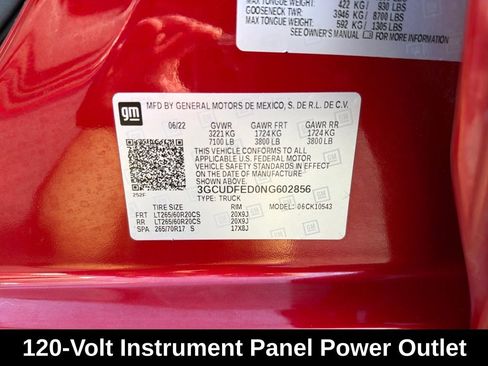 MAX TONGUE WEIGHT: 422 KG / 930 LBS
GOOSENECK TWR: 3946 KG / 8700 LBS
MAX TONGUE WEIGHT: 592 KG / 1305 LBS
SEE OWNER'S MANUAL FOR MORE INFORMATION
gm
MFD BY GENERAL MOTORS DE MEXICO, S. DE R.L. DE C.V.
06/22 GVWR GAWR FRT GAWR RR
3221 KG 1724 KG 1724 KG
7100 LB 3800 LB 3800 LB
THIS VEHICLE CONFORMS TO ALL APPLICABLE
U.S. FEDERAL MOTOR VEHICLE SAFETY STANDARDS IN
EFFECT ON THE DATE OF MANUFACTURE
SHOWN ABOVE.
3GCUDFED0NG602856
TYPE: TRUCK
252F
TIRE SIZE RIM 06CK10543
FRT LT265/60R20CS 20X9J
RR LT265/60R20CS 20X9J
SPA 265/70R17 S 17X8J
120-Volt Instrument Panel Power Outlet